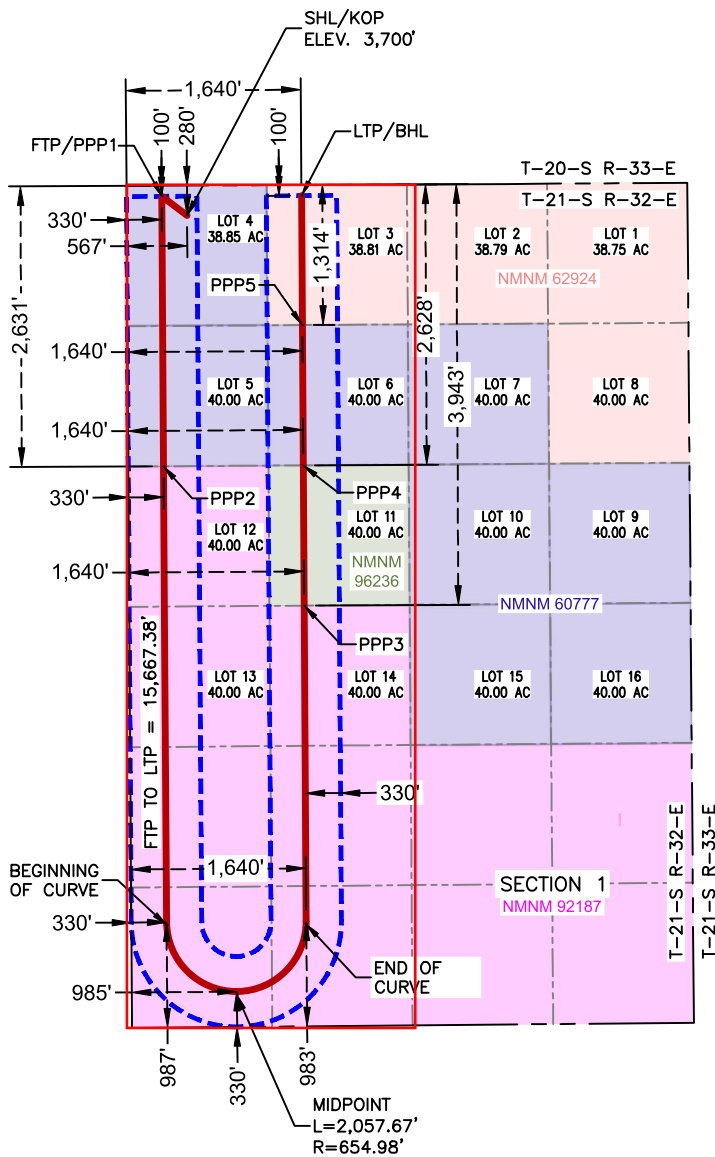 SHL/KOP
ELEV. 3,700'
1,640'
100'
280'
100'
FTP/PPP1
LTP/BHL
T-20-S R-33-E
T-21-S R-32-E
330'
567'
LOT 4
38.85 AC
LOT 3
38.81 AC
LOT 2
38.79 AC
LOT 1
38.75 AC
1,314'
NMNM 62924
PPP5
2,631'
2,628'
1,640'
3,943'
LOT 5
40.00 AC
LOT 6
40.00 AC
LOT 7
40.00 AC
LOT 8
40.00 AC
1,640'
330'
PPP2
PPP4
LOT 12
40.00 AC
LOT 11
40.00 AC
LOT 10
40.00 AC
LOT 9
40.00 AC
NMNM
96236
1,640'
NMNM 60777
PPP3
FTP TO LTP = 15,667.38'
LOT 13
40.00 AC
LOT 14
40.00 AC
LOT 15
40.00 AC
LOT 16
40.00 AC
330'
T-21-S R-32-E
T-21-S R-33-E
BEGINNING
OF CURVE
1,640'
SECTION 1
NMNM 92187
330'
END OF
CURVE
985'
987'
330'
983'
MIDPOINT
L=2,057.67'
R=654.98'